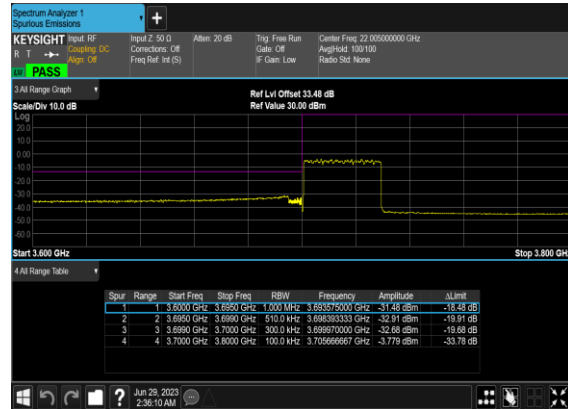 Spectrum Analyzer 1
Spurious Emissions
+
KEYSIGHT Input: RF Input Z: 50 Ω Atten: 20 dB Trig: Free Run Center Freq: 22.005000000 GHz
R T Coupling: DC Corrections: Off Gate: Off Avg|Hold: 100/100
Align: Off Freq Ref: Int (S) IF Gain: Low Radio Std: None
PASS
3 All Range Graph
Ref Lvl Offset 33.48 dB
Scale/Div 10.0 dB Ref Value 30.00 dBm
Log
20.0
10.0
0.00
-10.0
-20.0
-30.0
-40.0
-50.0
-60.0
Start 3.600 GHz Stop 3.800 GHz
4 All Range Table
Spur Range Start Freq Stop Freq RBW Frequency Amplitude ΔLimit
1 1 3.6000 GHz 3.6950 GHz 1.000 MHz 3.693575000 GHz -31.48 dBm -18.48 dB
2 2 3.6950 GHz 3.6990 GHz 510.0 kHz 3.698393333 GHz -32.91 dBm -19.91 dB
3 3 3.6990 GHz 3.7000 GHz 300.0 kHz 3.699970000 GHz -32.68 dBm -19.68 dB
4 4 3.7000 GHz 3.8000 GHz 100.0 kHz 3.705666667 GHz -3.779 dBm -33.78 dB
? Jun 29, 2023
2:36:10 AM